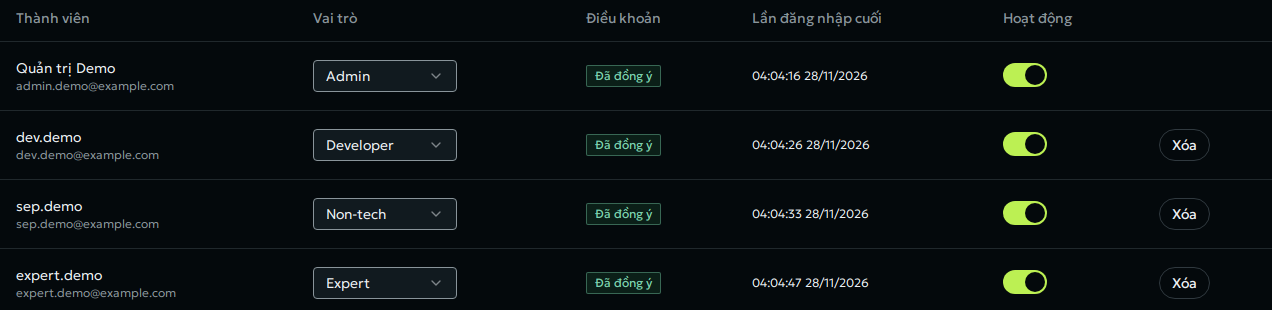 Thành viên Vai trò Điều khoản Lần đăng nhập cuối Hoạt động
Quản trị Demo
admin.demo@example.com
Admin Đã đồng ý 04:04:16 28/11/2026
dev.demo
dev.demo@example.com
Developer Đã đồng ý 04:04:26 28/11/2026 Xóa
sep.demo
sep.demo@example.com
Non-tech Đã đồng ý 04:04:33 28/11/2026 Xóa
expert.demo
expert.demo@example.com
Expert Đã đồng ý 04:04:47 28/11/2026 Xóa